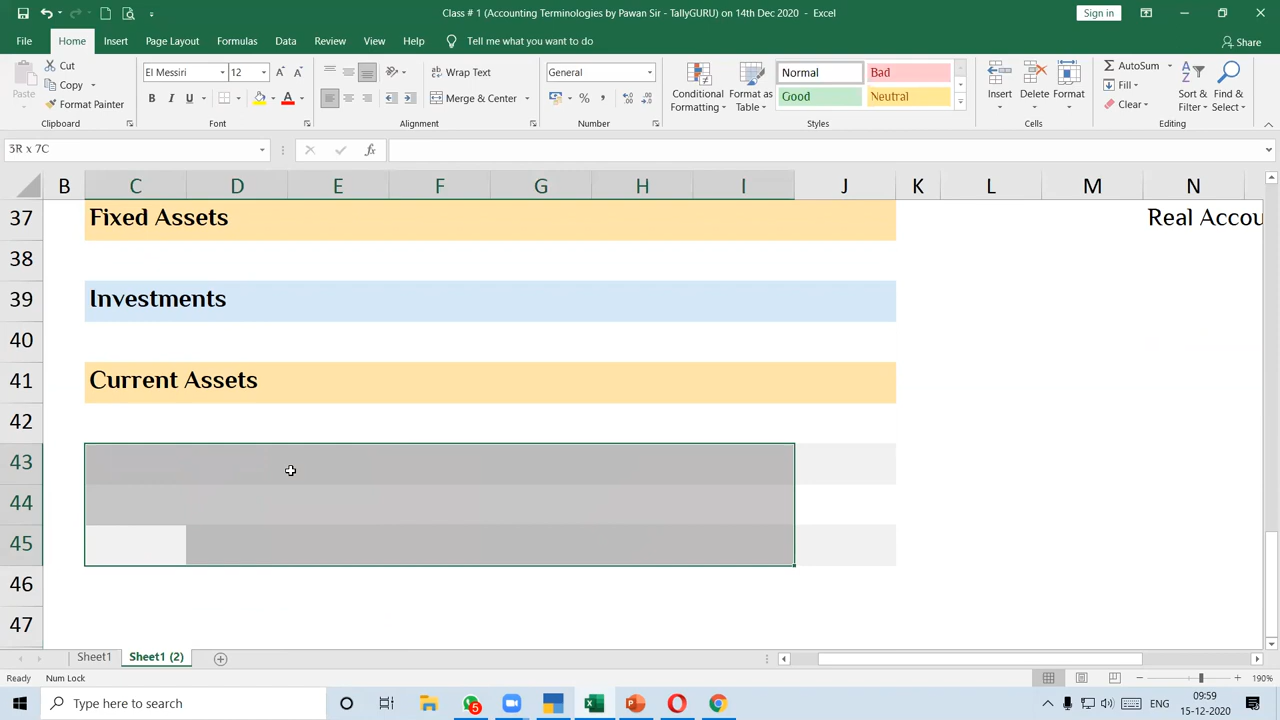 Class # 1 (Accounting Terminologies by Pawan Sir - TallyGURU) on 14th Dec 2020 - Excel
Sign in
File Home Insert Page Layout Formulas Data Review View Help Tell me what you want to do Share
Paste
Cut
Copy
Format Painter
Clipboard
El Messiri 12
B I U
Font
Wrap Text
Merge & Center
Alignment
General
Number
Conditional Formatting
Format as Table
Normal Bad
Good Neutral
Styles
Insert Delete Format
Cells
AutoSum
Fill
Clear
Sort & Filter
Find & Select
Editing
3R x 7C
B C D E F G H I J K L M N
37 Fixed Assets Real Accou
38
39 Investments
40
41 Current Assets
42
43
44
45
46
47
Sheet1 Sheet1 (2)
Ready Num Lock 190%
Type here to search
5
ENG
09:59
15-12-2020